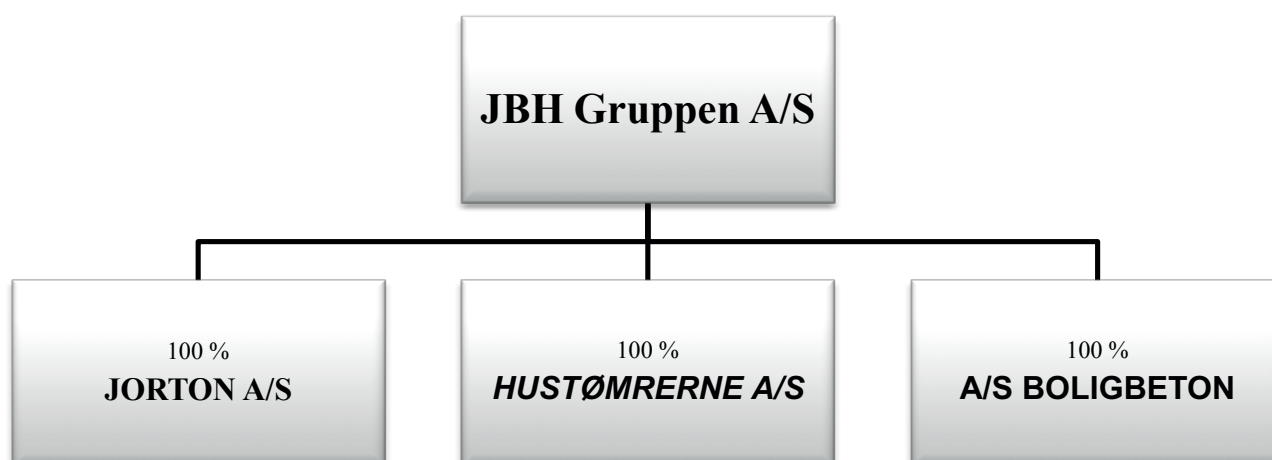 JBH Gruppen A/S
100 %
JORTON A/S
100 %
HUSTØMRERNE A/S
100 %
A/S BOLIGBETON